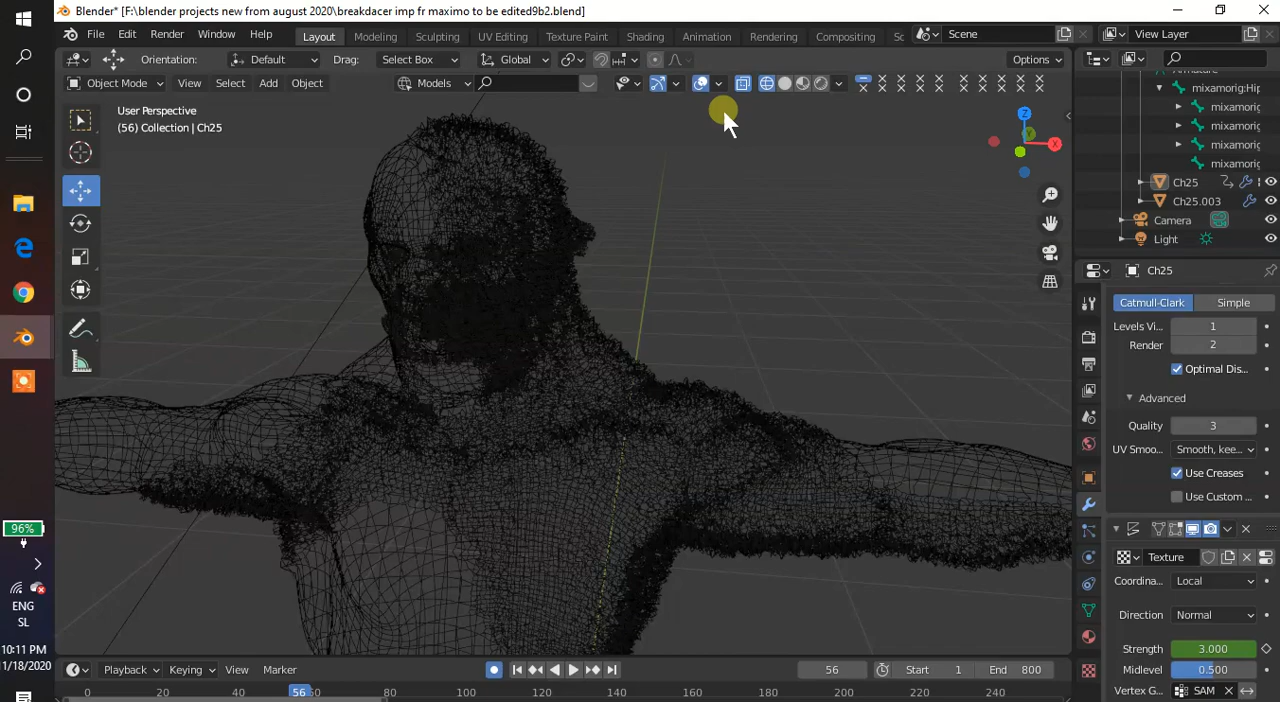 Blender* [F:\blender projects new from august 2020\breakdacer imp fr maximo to be edited9b2.blend]
File Edit Render Window Help Layout Modeling Sculpting UV Editing Texture Paint Shading Animation Rendering Compositing Sc Scene View Layer
Orientation: Default Drag: Select Box Global Options
Object Mode View Select Add Object Models
User Perspective
(56) Collection | Ch25
Z
Y
X
Armature
mixamorig:Hip
mixamorig
mixamorig
mixamorig
mixamorig
Ch25
Ch25.003
Camera
Light
Ch25
Catmull-Clark Simple
Levels Vi... 1
Render 2
Optimal Dis...
Advanced
Quality 3
UV Smoo... Smooth, kee...
Use Creases
Use Custom ...
Texture
Coordina... Local
Direction Normal
Strength 3.000
Midlevel 0.500
Vertex G... SAM
96%
ENG
SL
10:11 PM
11/18/2020
Playback Keying View Marker 56 Start 1 End 800
0 20 40 56 60 80 100 120 140 160 180 200 220 240